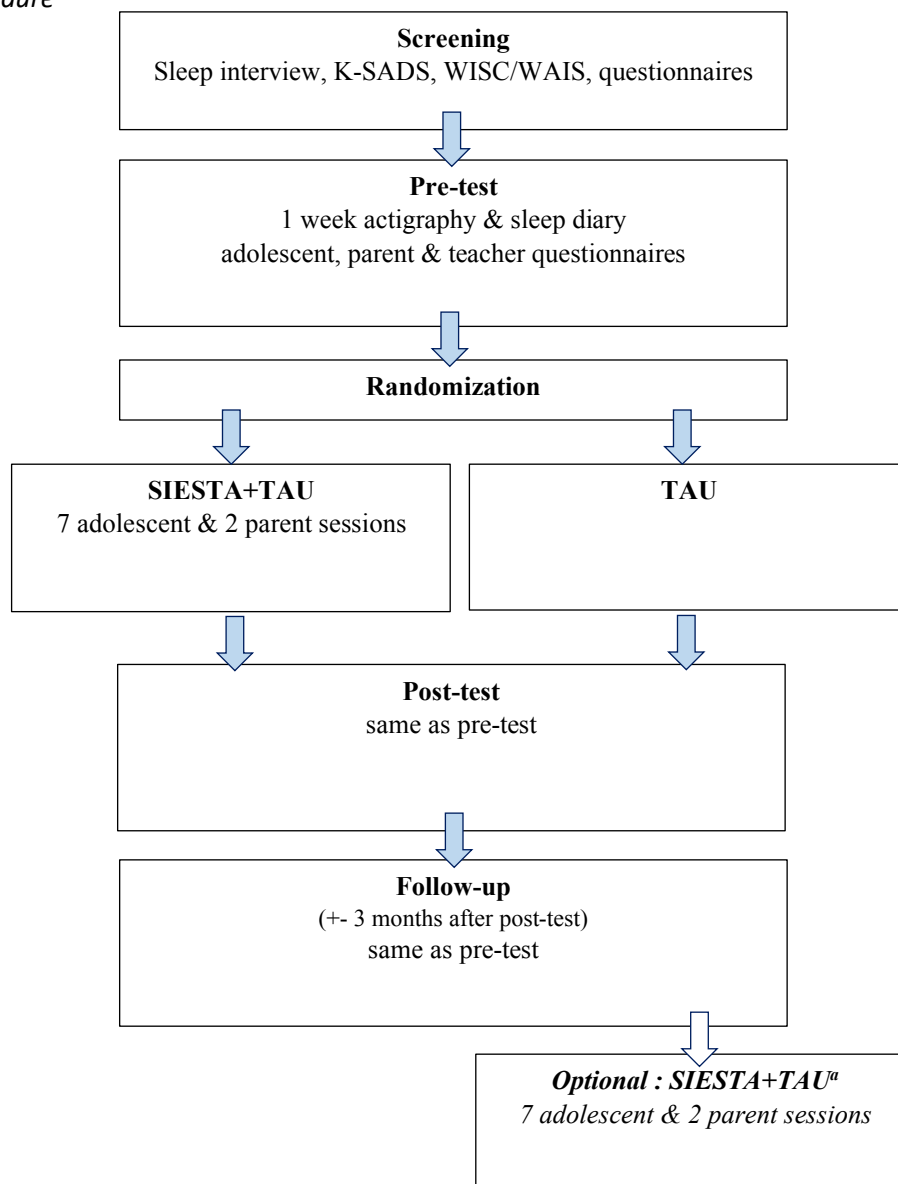 Screening
Sleep interview, K-SADS, WISC/WAIS, questionnaires
Pre-test
1 week actigraphy & sleep diary
adolescent, parent & teacher questionnaires
Randomization
SIESTA+TAU
7 adolescent & 2 parent sessions
TAU
Post-test
same as pre-test
Follow-up
(+- 3 months after post-test)
same as pre-test
Optional : SIESTA+TAUᵃ
7 adolescent & 2 parent sessions